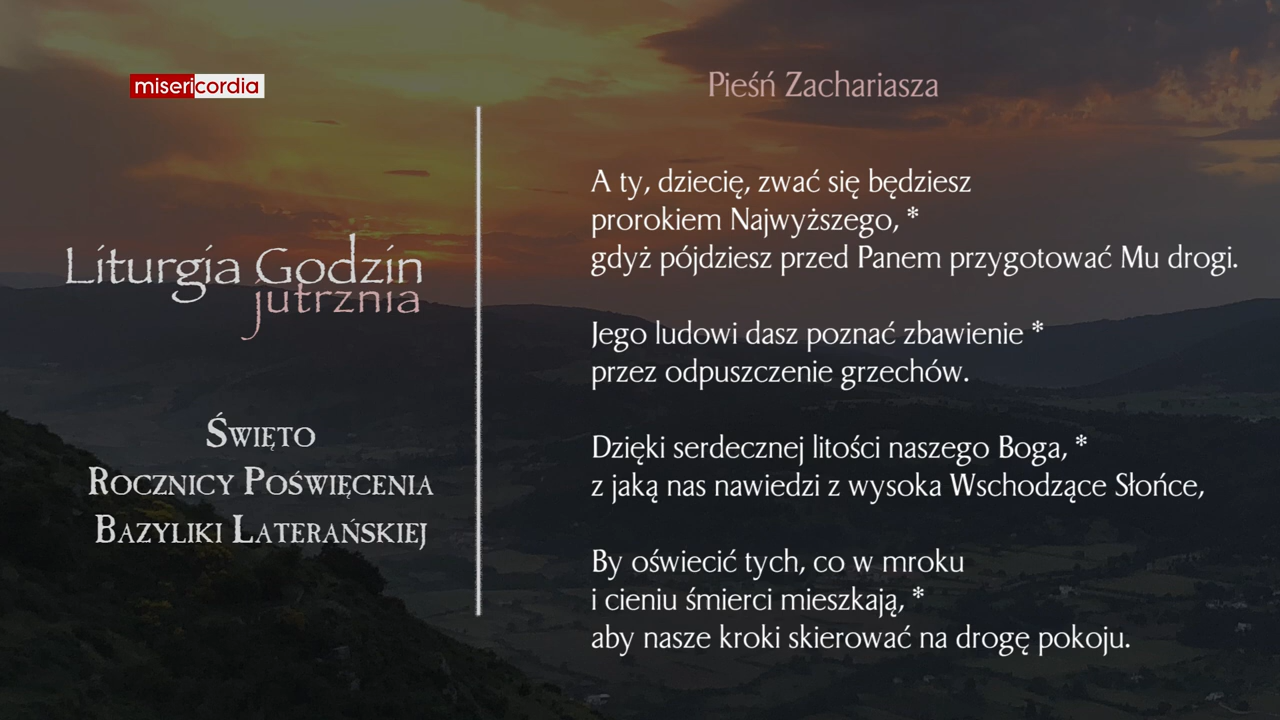 misericordia
Liturgia Godzin
jutrznia
Święto
Rocznicy Poświęcenia
Bazyliki Laterańskiej
Pieśń Zachariasza
A ty, dziecię, zwać się będziesz
prorokiem Najwyższego, *
gdyż pójdziesz przed Panem przygotować Mu drogi.
Jego ludowi dasz poznać zbawienie *
przez odpuszczenie grzechów.
Dzięki serdecznej litości naszego Boga, *
z jaką nas nawiedzi z wysoka Wschodzące Słońce,
By oświecić tych, co w mroku
i cieniu śmierci mieszkają, *
aby nasze kroki skierować na drogę pokoju.